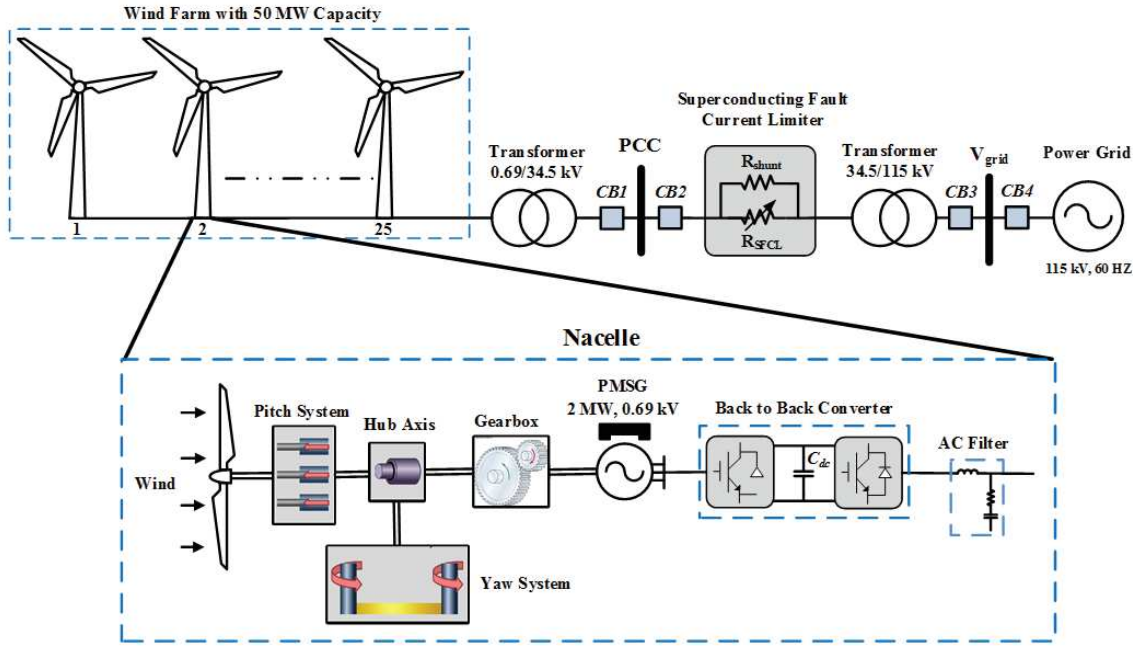 Wind Farm with 50 MW Capacity
1
2
25
Transformer
0.69/34.5 kV
CB1
PCC
CB2
Superconducting Fault
Current Limiter
Rshunt
RSFCL
Transformer
34.5/115 kV
CB3
Vgrid
CB4
Power Grid
115 kV, 60 HZ
Nacelle
Wind
Pitch System
Hub Axis
Yaw System
Gearbox
PMSG
2 MW, 0.69 kV
Back to Back Converter
Cdc
AC Filter